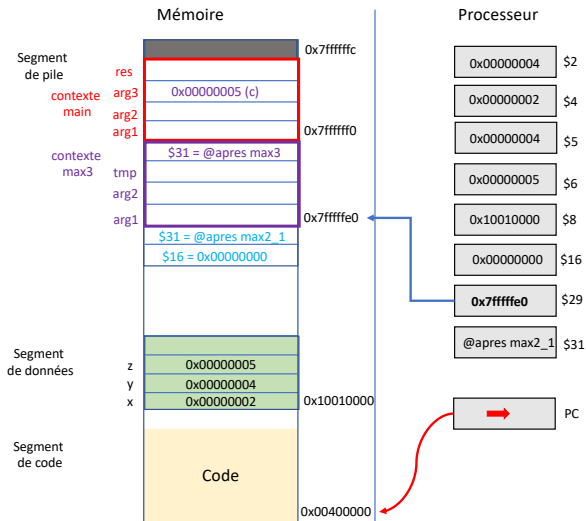 Mémoire
Processeur
0x7ffffffc
Segment
de pile
res
contexte
main
arg3
0x00000005 (c)
arg2
arg1
0x7ffffff0
contexte
max3
$31 = @apres max3
tmp
arg2
arg1
0x7fffffe0
$31 = @apres max2_1
$16 = 0x00000000
Segment
de données
z
0x00000005
y
0x00000004
x
0x00000002
0x10010000
Segment
de code
Code
0x00400000
0x00000004
$2
0x00000002
$4
0x00000004
$5
0x00000005
$6
0x10010000
$8
0x00000000
$16
0x7fffffe0
$29
@apres max2_1
$31
PC